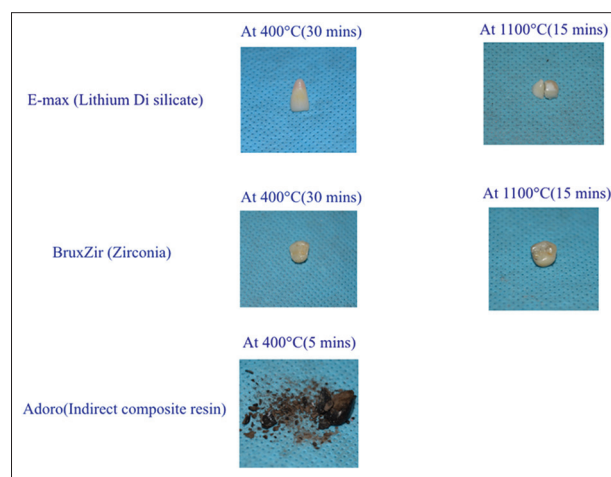 At 400°C(30 mins)
At 1100°C(15 mins)
E-max (Lithium Di silicate)
At 400°C(30 mins)
At 1100°C(15 mins)
BruxZir (Zirconia)
At 400°C(5 mins)
Adoro(Indirect composite resin)